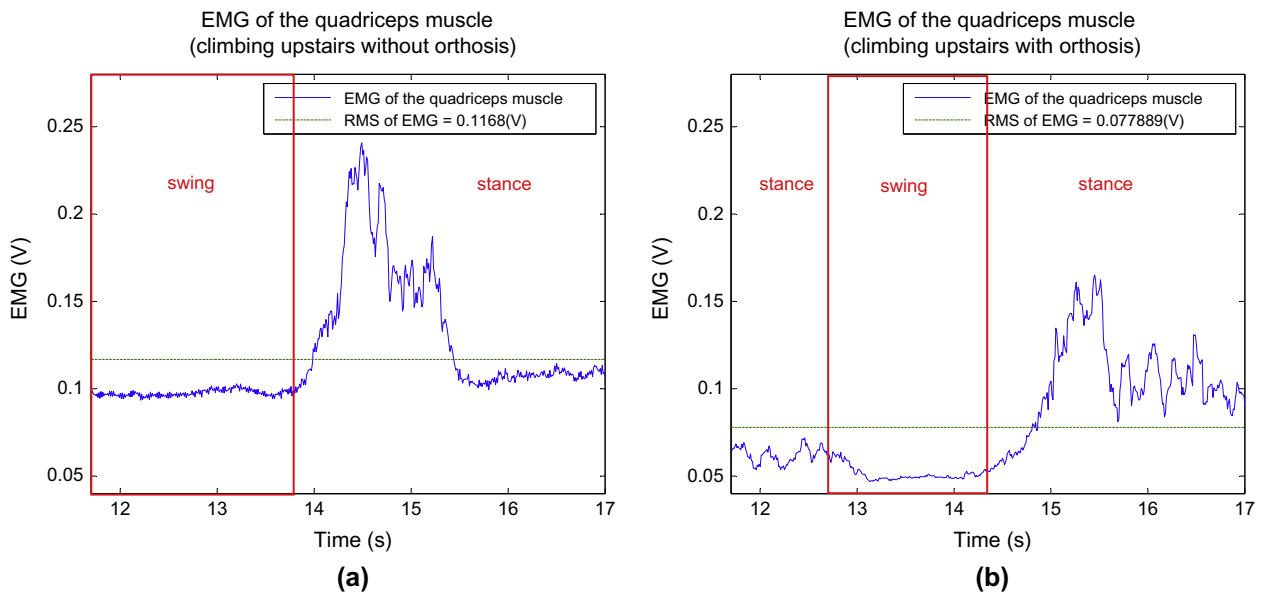 EMG of the quadriceps muscle
(climbing upstairs without orthosis)
EMG of the quadriceps muscle
RMS of EMG = 0.1168(V)
swing
stance
EMG (V)
0.25
0.2
0.15
0.1
0.05
12 13 14 15 16 17
Time (s)
(a)
EMG of the quadriceps muscle
(climbing upstairs with orthosis)
EMG of the quadriceps muscle
RMS of EMG = 0.077889(V)
stance
swing
stance
EMG (V)
0.25
0.2
0.15
0.1
0.05
12 13 14 15 16 17
Time (s)
(b)